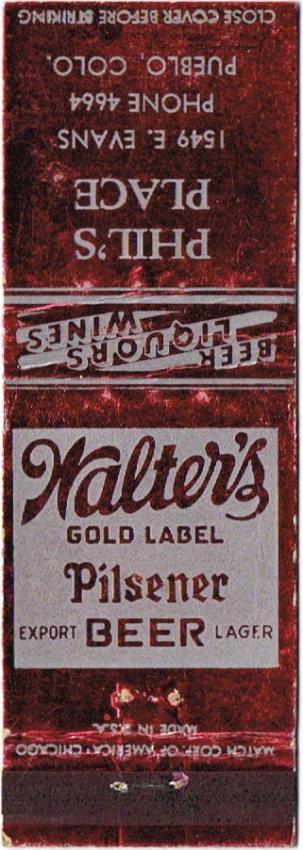 CLOSE COVER BEFORE STRIKING
PUEBLO, COLO.
PHONE 4664
1549 E. EVANS
PHIL'S
PLACE
BEER
LIQUORS
WINES
Walter's
GOLD LABEL
Pilsener
EXPORT BEER LAGER
MADE IN U.S.A.
MATCH CORP. OF AMERICA · CHICAGO